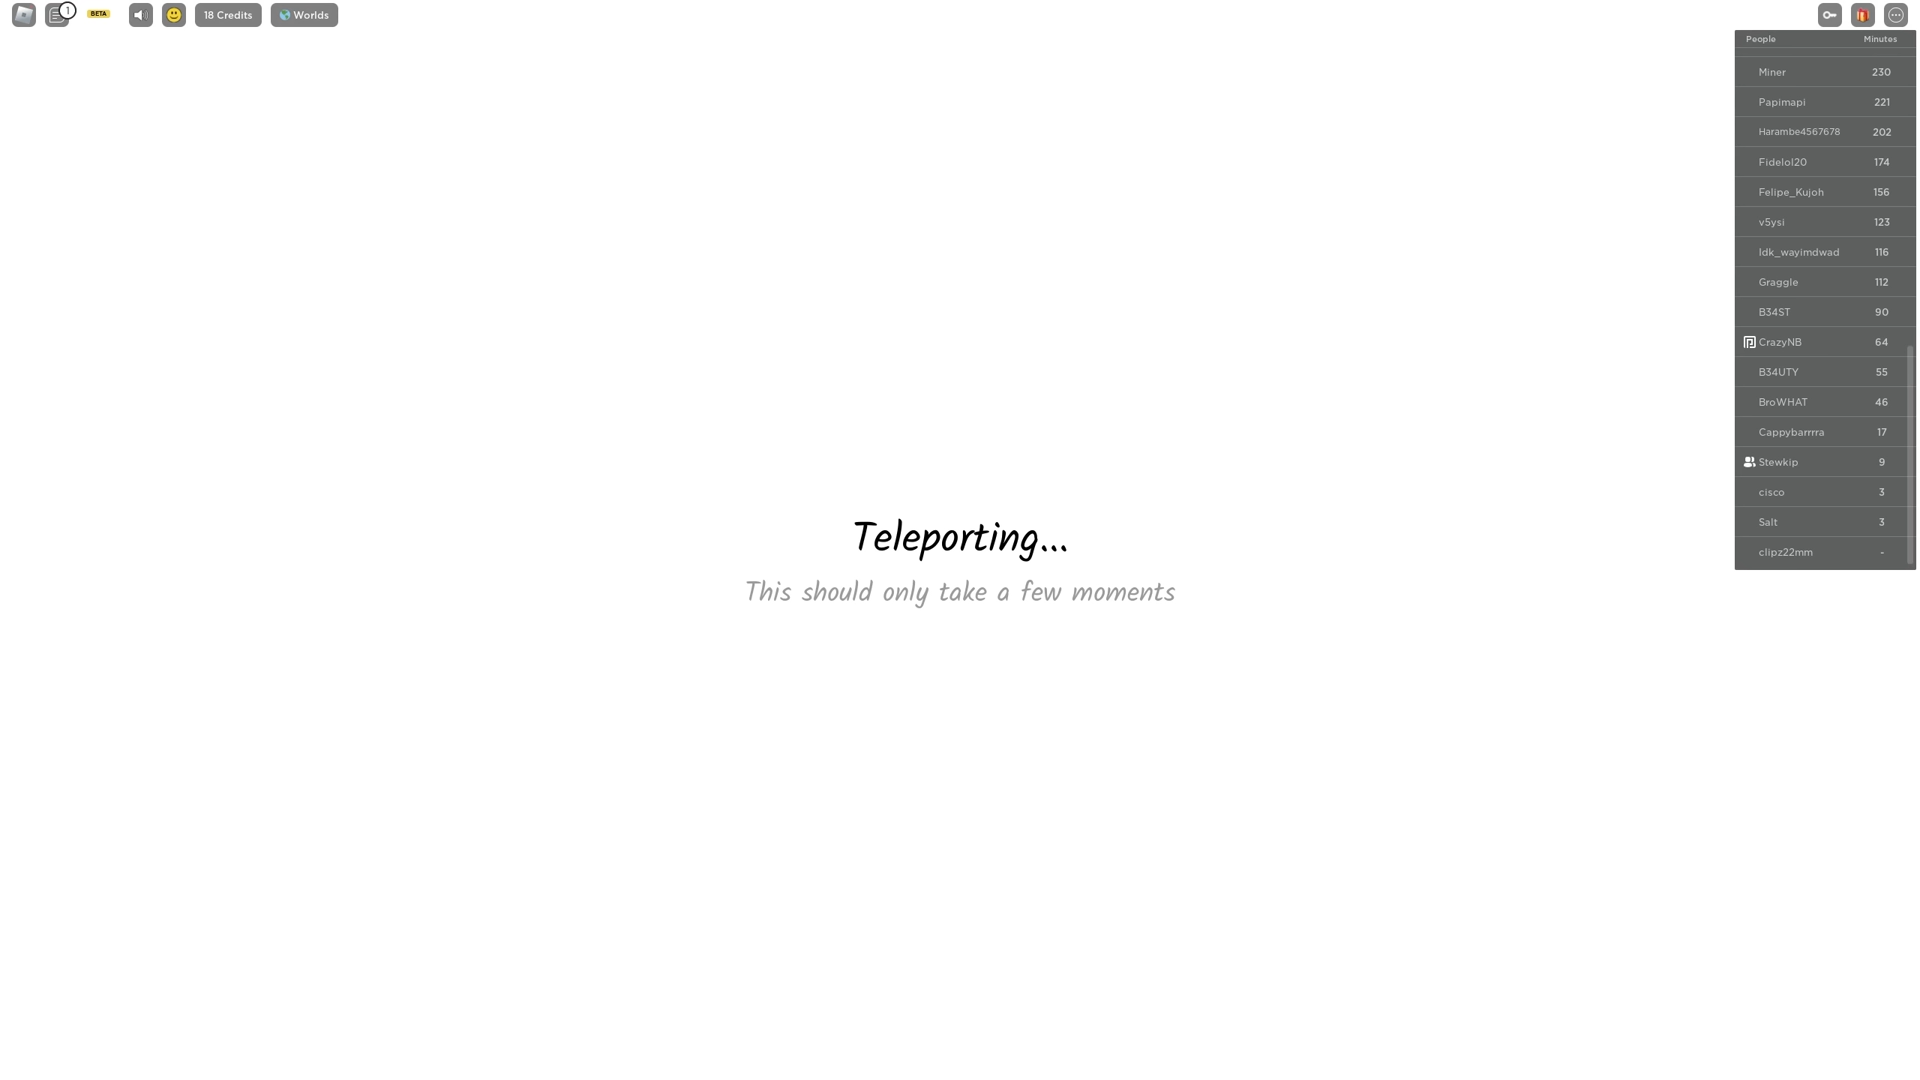 1
BETA
18 Credits
Worlds
People Minutes
Miner 230
Papimapi 221
Harambe4567678 202
Fidelol20 174
Felipe_Kujoh 156
v5ysi 123
Idk_wayimdwad 116
Graggle 112
B34ST 90
CrazyNB 64
B34UTY 55
BroWHAT 46
Cappybarrrra 17
Stewkip 9
cisco 3
Salt 3
clipz22mm -
Teleporting...
This should only take a few moments